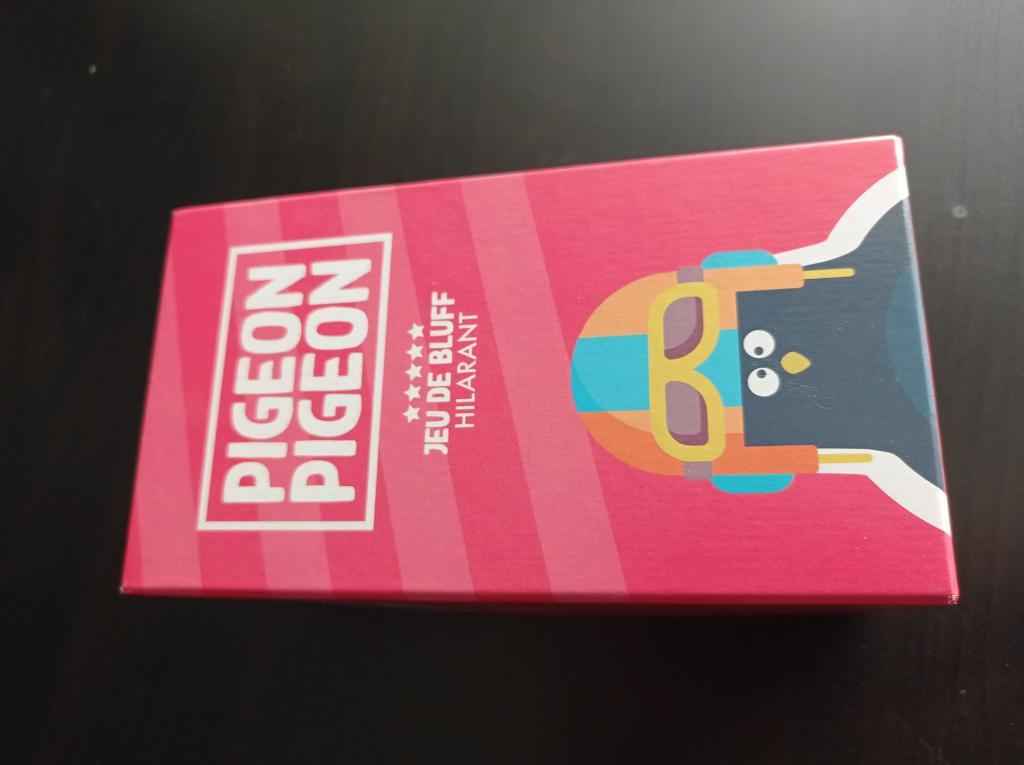 PIGEON
PIGEON
JEU DE BLUFF
HILARANT